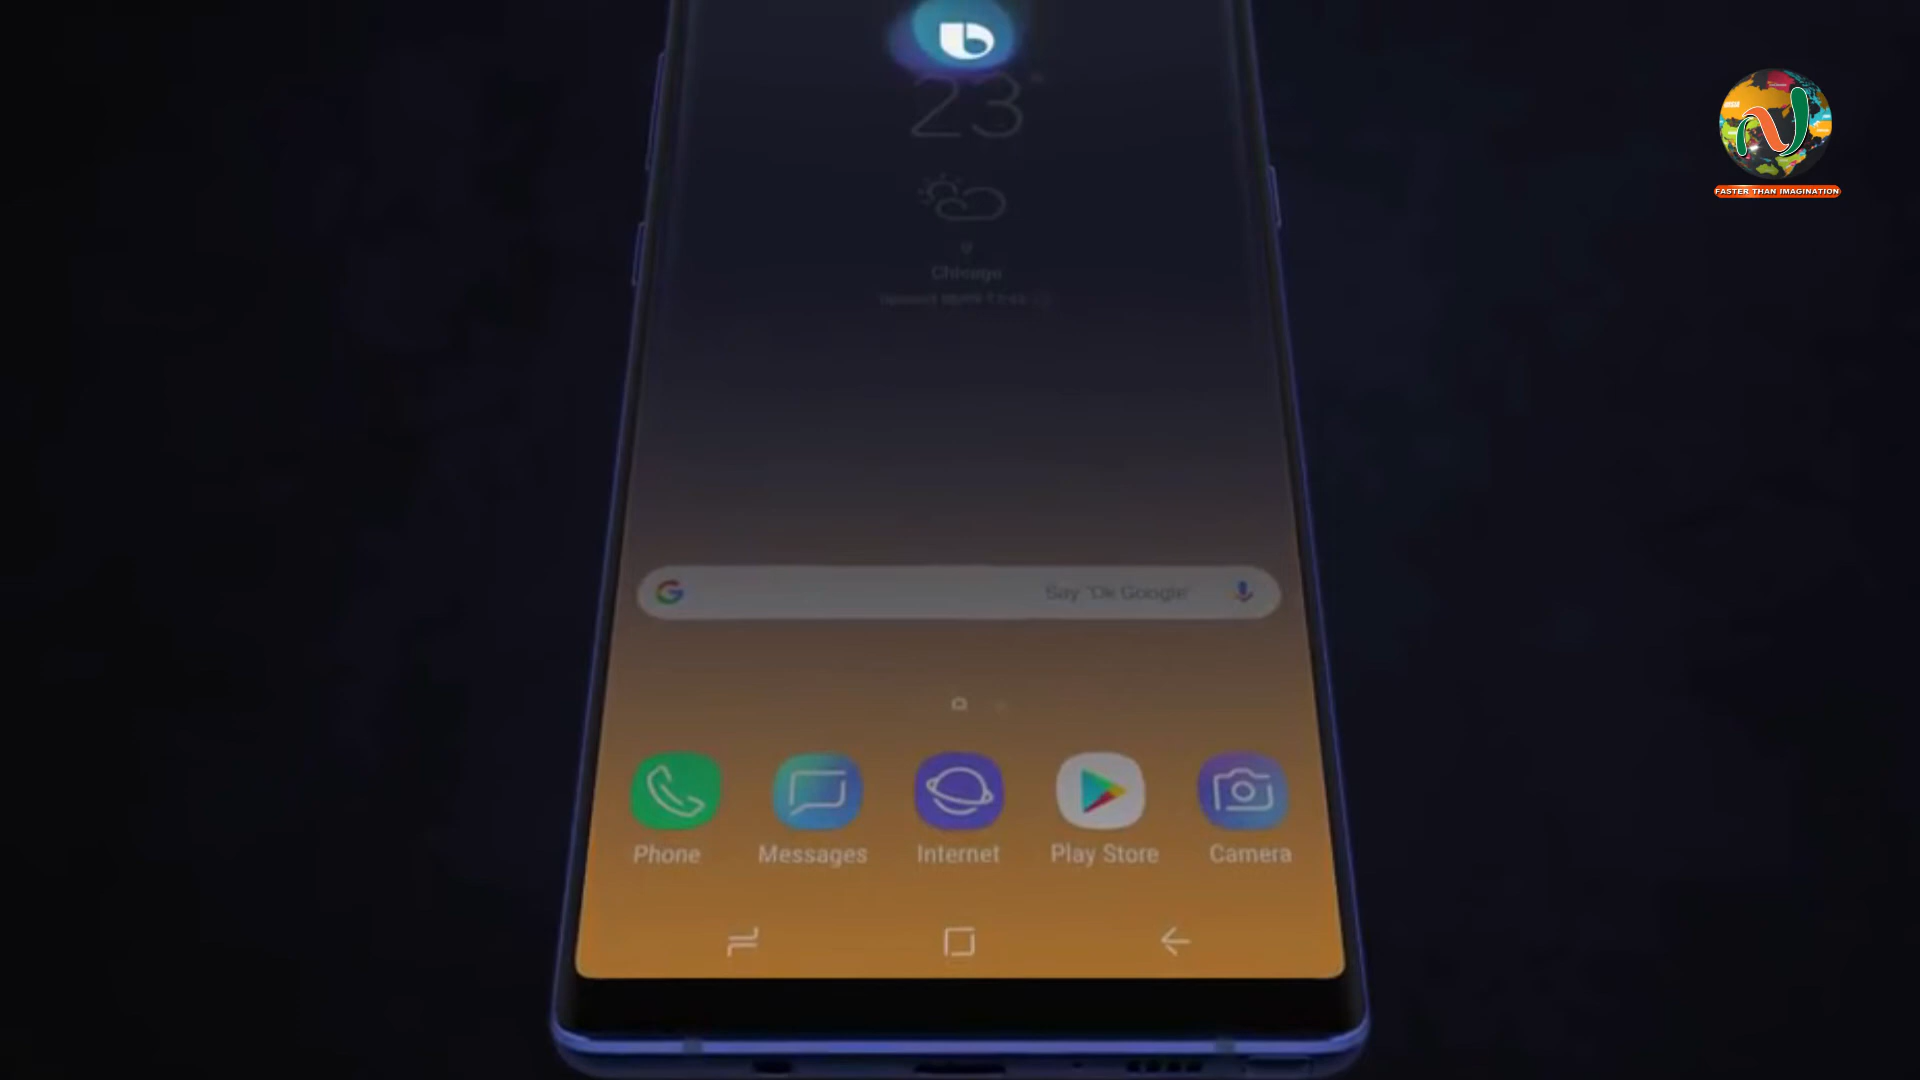 23°
Chicago
Say "Ok Google"
Phone
Messages
Internet
Play Store
Camera
FASTER THAN IMAGINATION